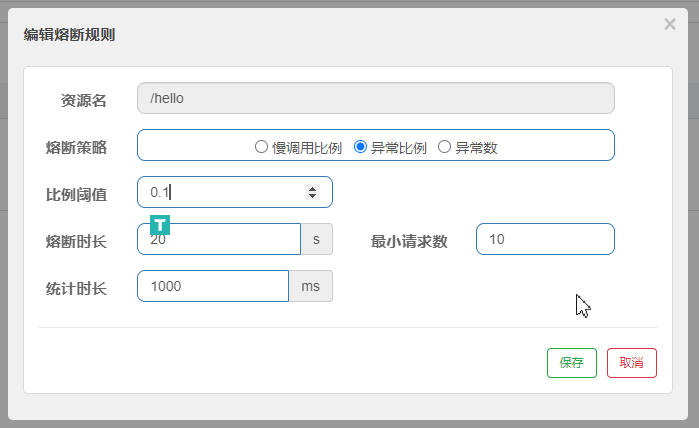 编辑熔断规则 ×
资源名 /hello
熔断策略 慢调用比例 异常比例 异常数
比例阈值 0.1
T
熔断时长 20 s 最小请求数 10
统计时长 1000 ms
保存 取消